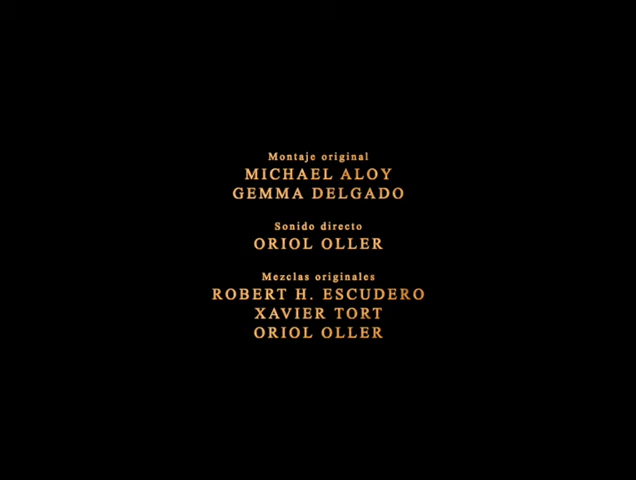 Montaje original
MICHAEL ALOY
GEMMA DELGADO
Sonido directo
ORIOL OLLER
Mezclas originales
ROBERT H. ESCUDERO
XAVIER TORT
ORIOL OLLER